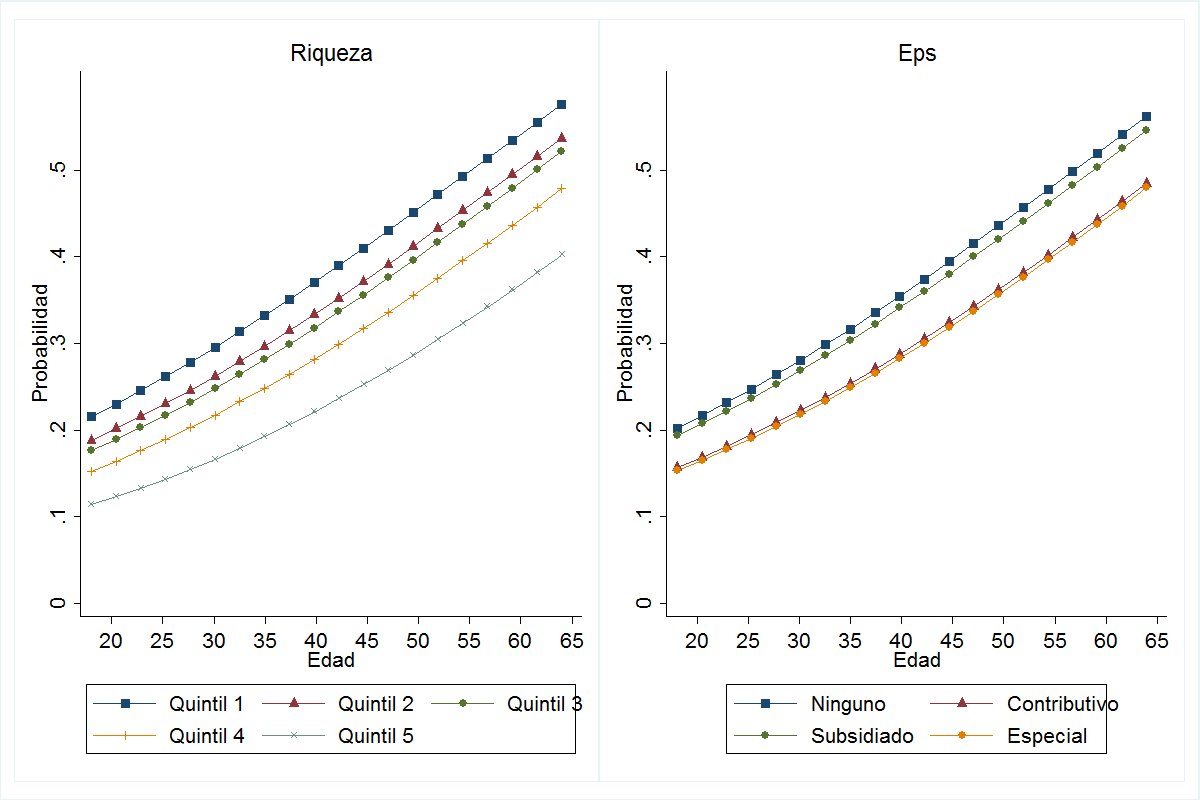 Riqueza
Probabilidad
.5
.4
.3
.2
.1
0
20 25 30 35 40 45 50 55 60 65
Edad
Quintil 1 Quintil 2 Quintil 3
Quintil 4 Quintil 5
Eps
Probabilidad
.5
.4
.3
.2
.1
0
20 25 30 35 40 45 50 55 60 65
Edad
Ninguno Contributivo
Subsidiado Especial